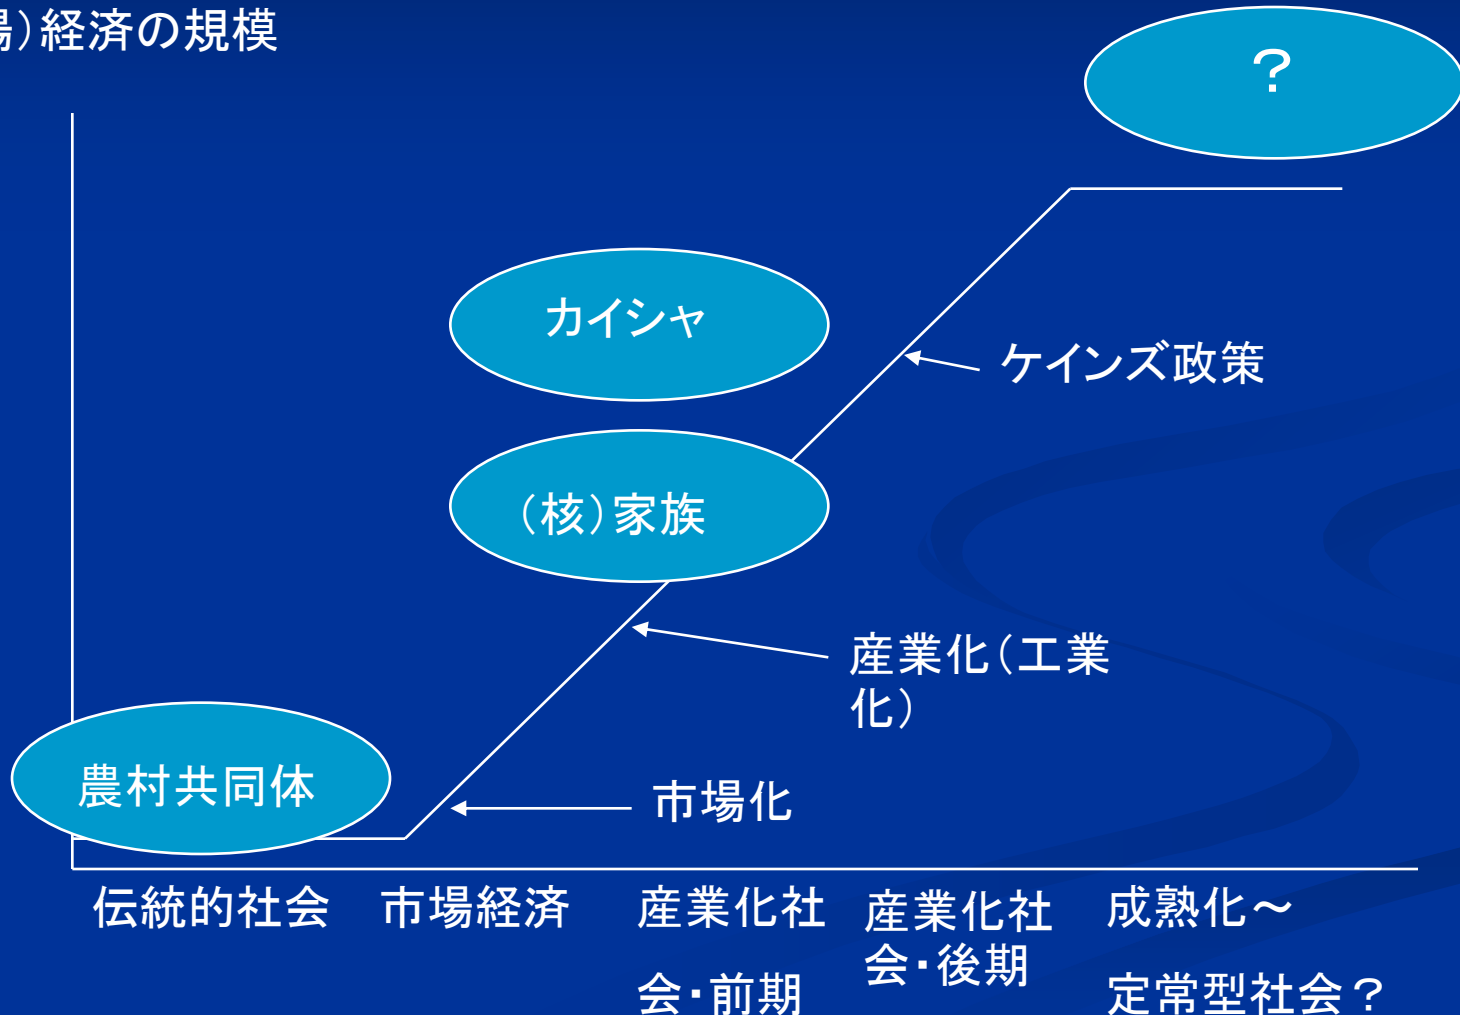 場）経済の規模
？
カイシャ
ケインズ政策
（核）家族
産業化（工業
化）
農村共同体
市場化
伝統的社会
市場経済
産業化社
会・前期
産業化社
会・後期
成熟化～
定常型社会？